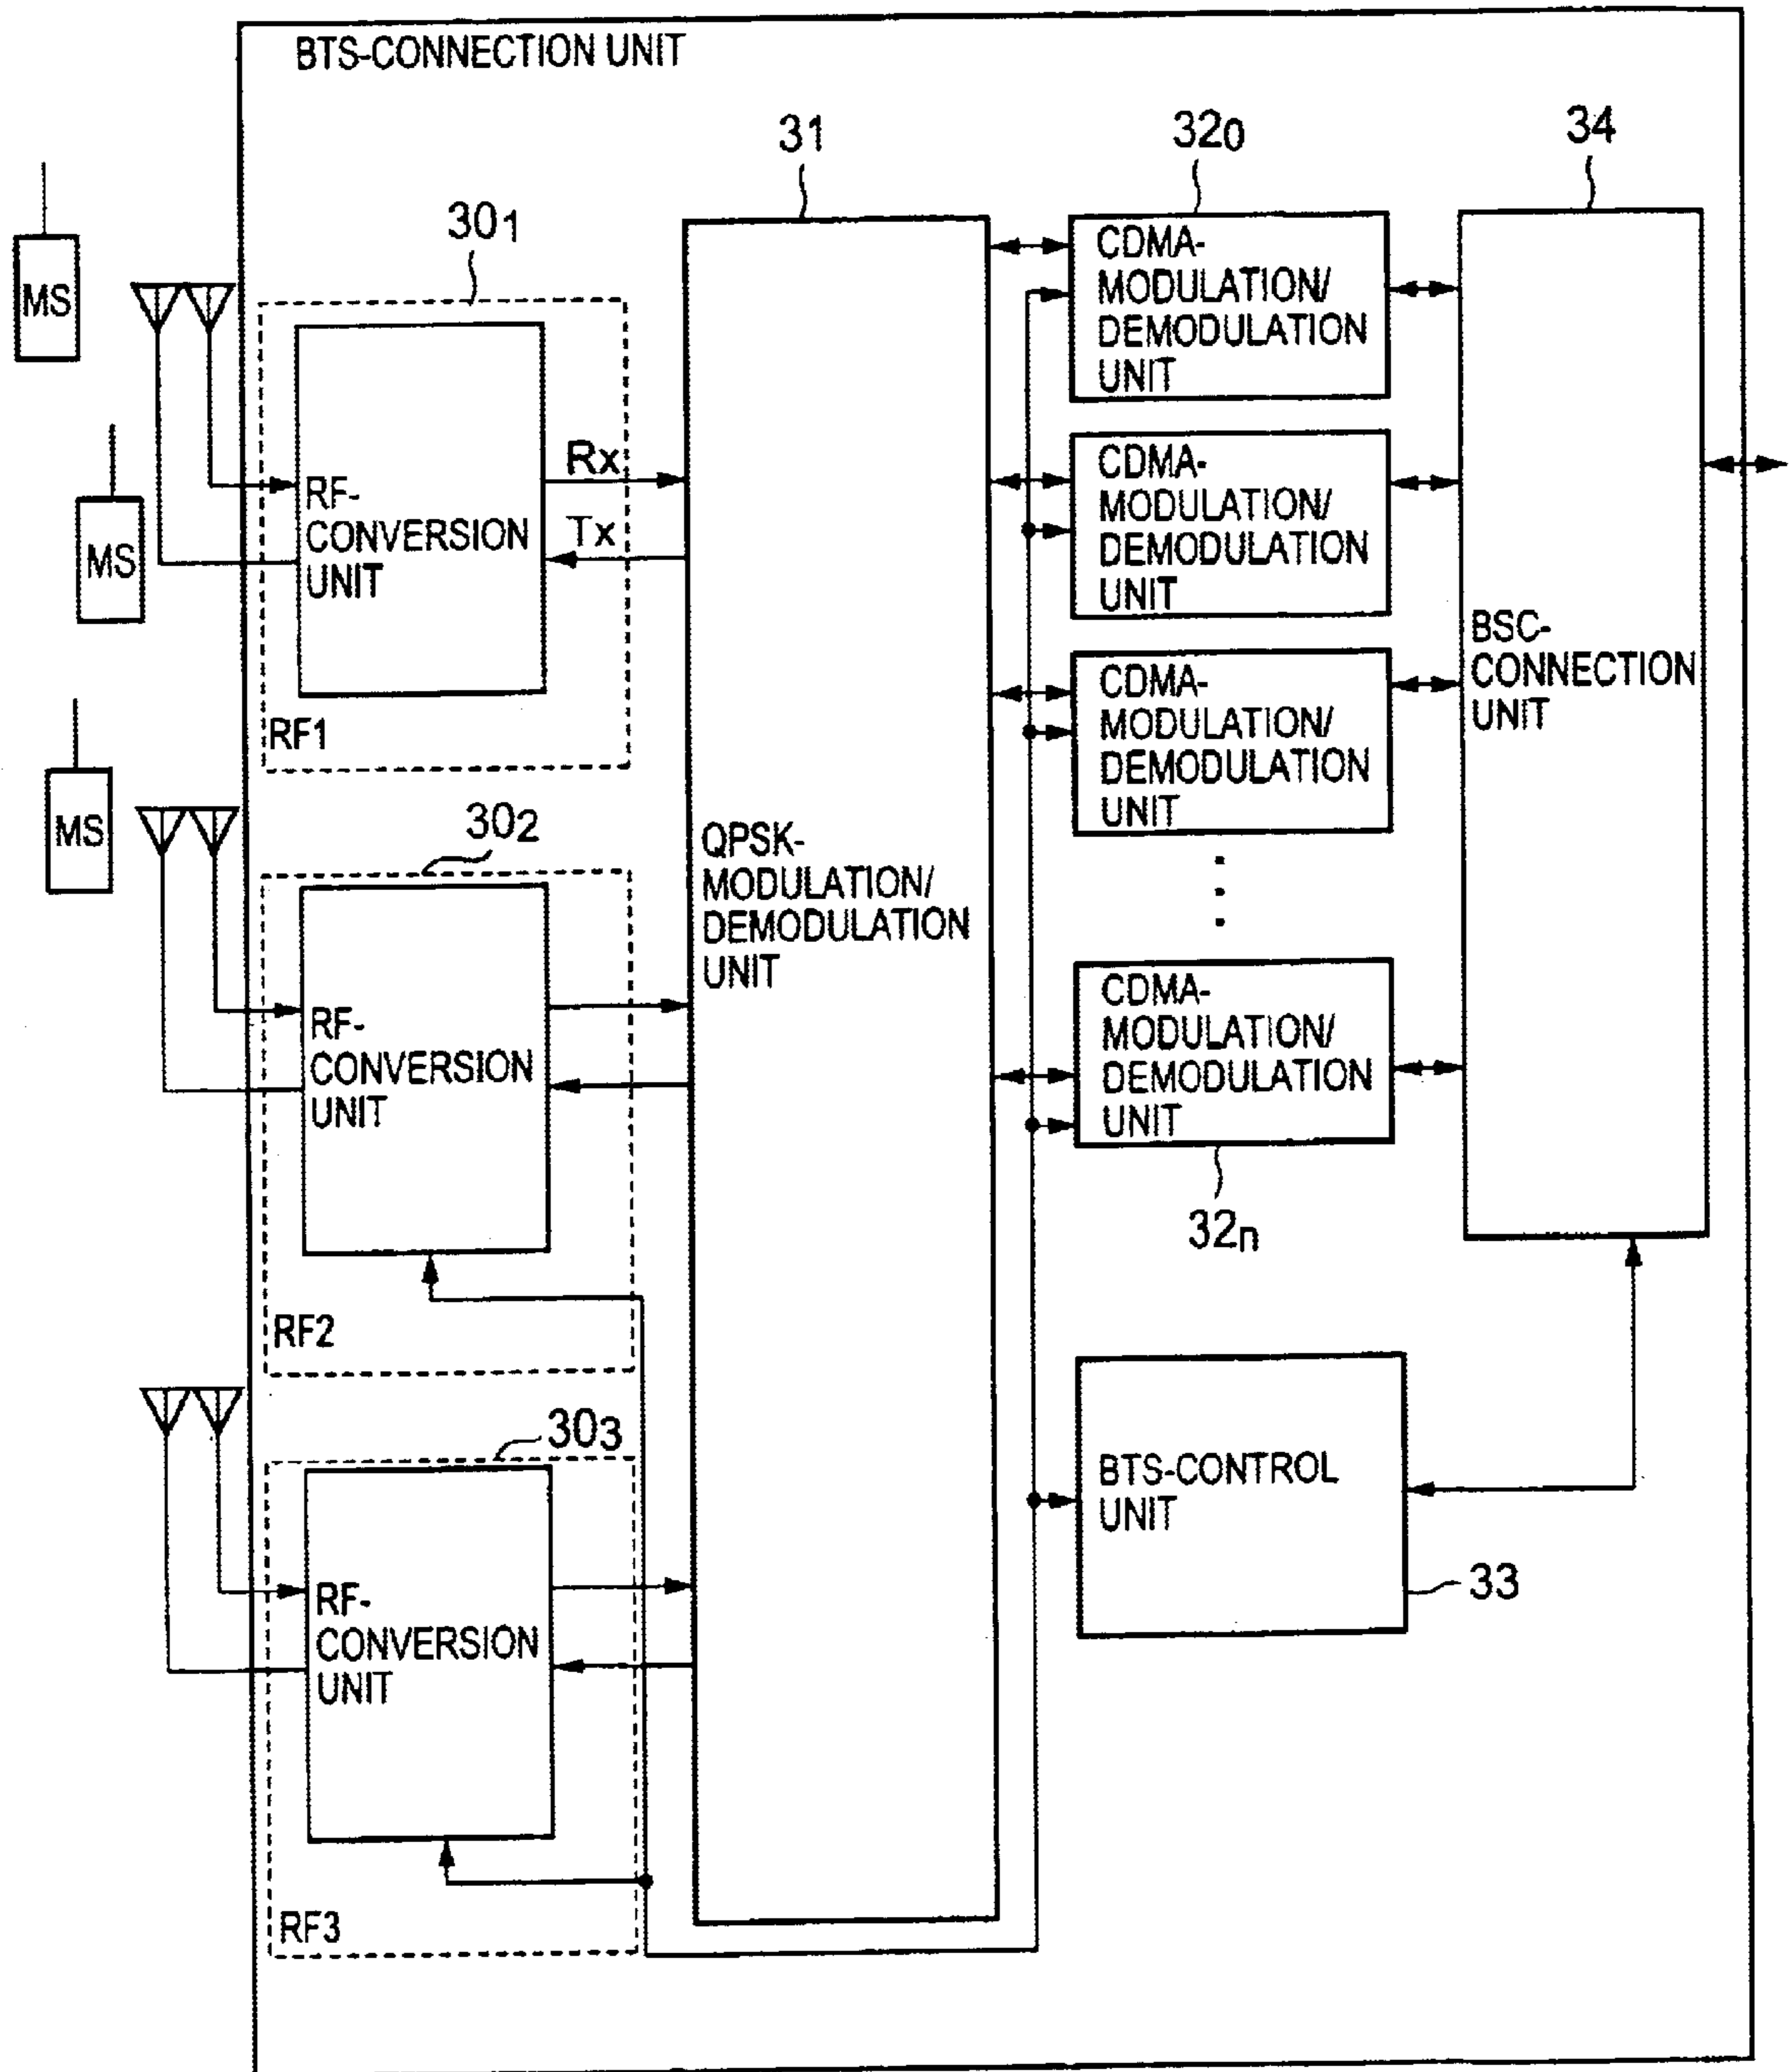 BTS-CONNECTION UNIT
31
32₀
34
30₁
MS
CDMA-
MODULATION/
DEMODULATION
UNIT
RF-
CONVERSION
UNIT
Rx
Tx
RF1
MS
CDMA-
MODULATION/
DEMODULATION
UNIT
BSC-
CONNECTION
UNIT
CDMA-
MODULATION/
DEMODULATION
UNIT
MS
30₂
QPSK-
MODULATION/
DEMODULATION
UNIT
RF-
CONVERSION
UNIT
RF2
CDMA-
MODULATION/
DEMODULATION
UNIT
32n
30₃
BTS-CONTROL
UNIT
33
RF-
CONVERSION
UNIT
RF3